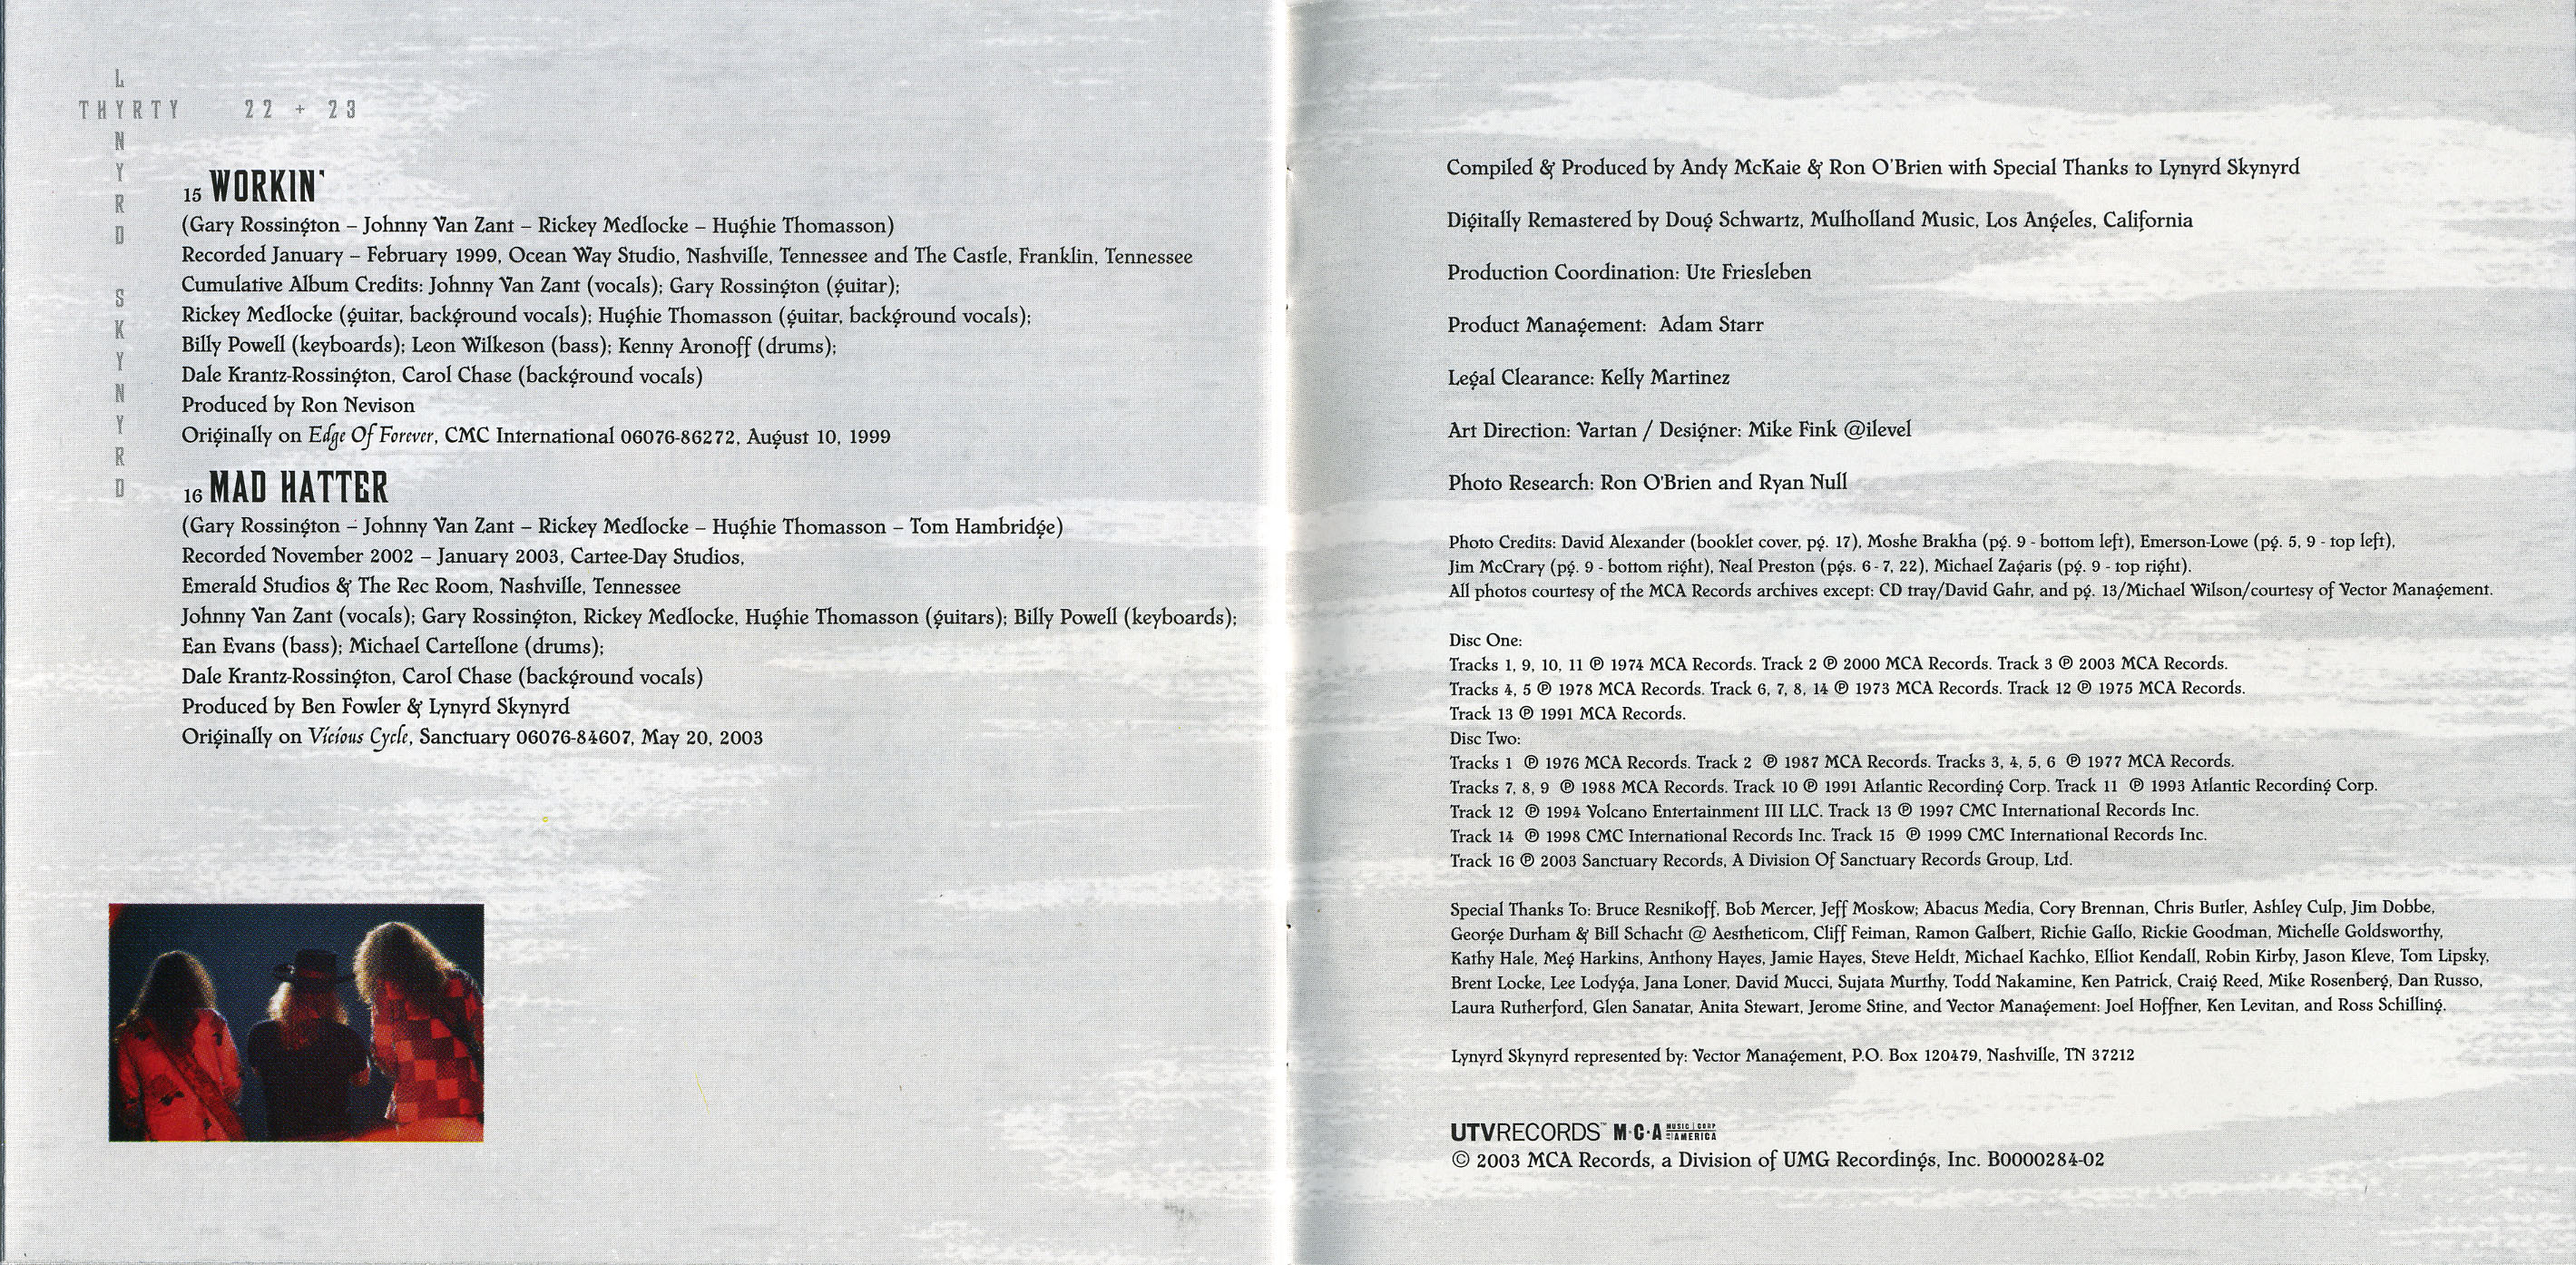 LYNYRD SKYNYRD
THYRTY 22 + 23
15 WORKIN'
(Gary Rossington – Johnny Van Zant – Rickey Medlocke – Hughie Thomasson)
Recorded January – February 1999, Ocean Way Studio, Nashville, Tennessee and The Castle, Franklin, Tennessee
Cumulative Album Credits: Johnny Van Zant (vocals); Gary Rossington (guitar);
Rickey Medlocke (guitar, background vocals); Hughie Thomasson (guitar, background vocals);
Billy Powell (keyboards); Leon Wilkeson (bass); Kenny Aronoff (drums);
Dale Krantz-Rossington, Carol Chase (background vocals)
Produced by Ron Nevison
Originally on Edge Of Forever, CMC International 06076-86272, August 10, 1999
16 MAD HATTER
(Gary Rossington – Johnny Van Zant – Rickey Medlocke – Hughie Thomasson – Tom Hambridge)
Recorded November 2002 – January 2003, Cartee-Day Studios,
Emerald Studios & The Rec Room, Nashville, Tennessee
Johnny Van Zant (vocals); Gary Rossington, Rickey Medlocke, Hughie Thomasson (guitars); Billy Powell (keyboards);
Ean Evans (bass); Michael Cartellone (drums);
Dale Krantz-Rossington, Carol Chase (background vocals)
Produced by Ben Fowler & Lynyrd Skynyrd
Originally on Vicious Cycle, Sanctuary 06076-84607, May 20, 2003
Compiled & Produced by Andy McKaie & Ron O'Brien with Special Thanks to Lynyrd Skynyrd
Digitally Remastered by Doug Schwartz, Mulholland Music, Los Angeles, California
Production Coordination: Ute Friesleben
Product Management: Adam Starr
Legal Clearance: Kelly Martinez
Art Direction: Vartan / Designer: Mike Fink @ilevel
Photo Research: Ron O'Brien and Ryan Null
Photo Credits: David Alexander (booklet cover, pg. 17), Moshe Brakha (pg. 9 - bottom left), Emerson-Lowe (pg. 5, 9 - top left),
Jim McCrary (pg. 9 - bottom right), Neal Preston (pgs. 6 - 7, 22), Michael Zagaris (pg. 9 - top right).
All photos courtesy of the MCA Records archives except: CD tray/David Gahr, and pg. 13/Michael Wilson/courtesy of Vector Management.
Disc One:
Tracks 1, 9, 10, 11 ℗ 1974 MCA Records. Track 2 ℗ 2000 MCA Records. Track 3 ℗ 2003 MCA Records.
Tracks 4, 5 ℗ 1978 MCA Records. Track 6, 7, 8, 14 ℗ 1973 MCA Records. Track 12 ℗ 1975 MCA Records.
Track 13 ℗ 1991 MCA Records.
Disc Two:
Tracks 1 ℗ 1976 MCA Records. Track 2 ℗ 1987 MCA Records. Tracks 3, 4, 5, 6 ℗ 1977 MCA Records.
Tracks 7, 8, 9 ℗ 1988 MCA Records. Track 10 ℗ 1991 Atlantic Recording Corp. Track 11 ℗ 1993 Atlantic Recording Corp.
Track 12 ℗ 1994 Volcano Entertainment III LLC. Track 13 ℗ 1997 CMC International Records Inc.
Track 14 ℗ 1998 CMC International Records Inc. Track 15 ℗ 1999 CMC International Records Inc.
Track 16 ℗ 2003 Sanctuary Records, A Division Of Sanctuary Records Group, Ltd.
Special Thanks To: Bruce Resnikoff, Bob Mercer, Jeff Moskow; Abacus Media, Cory Brennan, Chris Butler, Ashley Culp, Jim Dobbe,
George Durham & Bill Schacht @ Aestheticom, Cliff Feiman, Ramon Galbert, Richie Gallo, Rickie Goodman, Michelle Goldsworthy,
Kathy Hale, Meg Harkins, Anthony Hayes, Jamie Hayes, Steve Heldt, Michael Kachko, Elliot Kendall, Robin Kirby, Jason Kleve, Tom Lipsky,
Brent Locke, Lee Lodyga, Jana Loner, David Mucci, Sujata Murthy, Todd Nakamine, Ken Patrick, Craig Reed, Mike Rosenberg, Dan Russo,
Laura Rutherford, Glen Sanatar, Anita Stewart, Jerome Stine, and Vector Management: Joel Hoffner, Ken Levitan, and Ross Schilling.
Lynyrd Skynyrd represented by: Vector Management, P.O. Box 120479, Nashville, TN 37212
UTVRECORDS™ M·C·A MUSIC CORP OF AMERICA
© 2003 MCA Records, a Division of UMG Recordings, Inc. B0000284-02